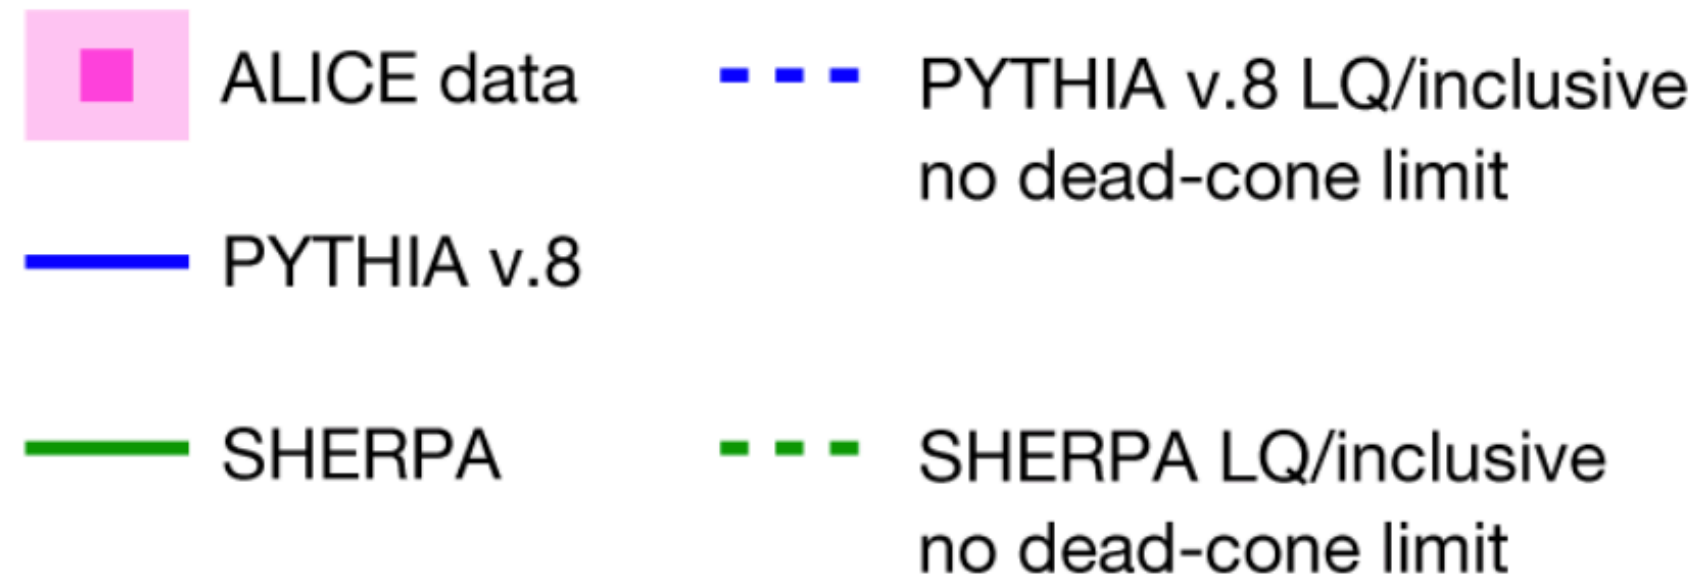 ALICE data
PYTHIA v.8
SHERPA
PYTHIA v.8 LQ/inclusive
no dead-cone limit
SHERPA LQ/inclusive
no dead-cone limit